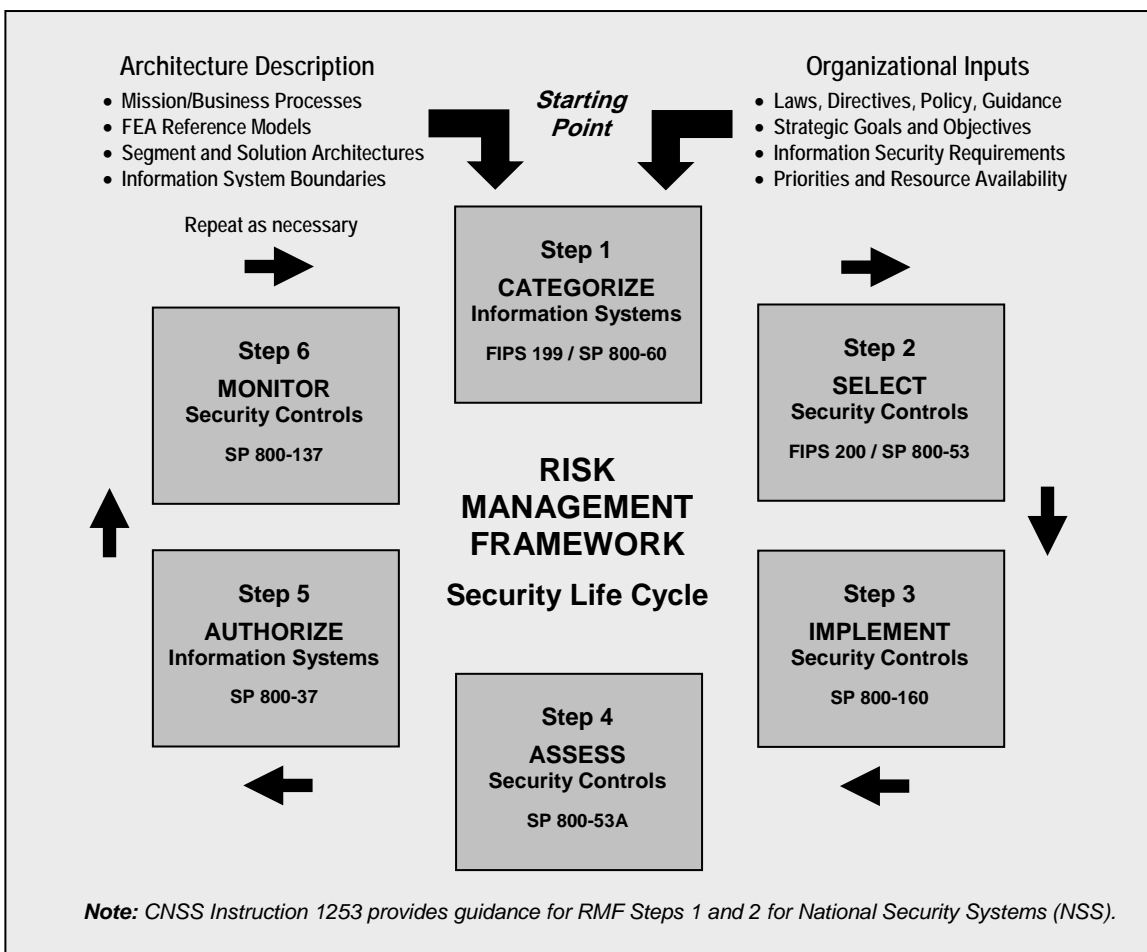 Architecture Description
• Mission/Business Processes
• FEA Reference Models
• Segment and Solution Architectures
• Information System Boundaries
Starting
Point
Organizational Inputs
• Laws, Directives, Policy, Guidance
• Strategic Goals and Objectives
• Information Security Requirements
• Priorities and Resource Availability
Repeat as necessary
Step 1
CATEGORIZE
Information Systems
FIPS 199 / SP 800-60
Step 2
SELECT
Security Controls
FIPS 200 / SP 800-53
Step 3
IMPLEMENT
Security Controls
SP 800-160
Step 4
ASSESS
Security Controls
SP 800-53A
Step 5
AUTHORIZE
Information Systems
SP 800-37
Step 6
MONITOR
Security Controls
SP 800-137
RISK
MANAGEMENT
FRAMEWORK
Security Life Cycle
Note: CNSS Instruction 1253 provides guidance for RMF Steps 1 and 2 for National Security Systems (NSS).